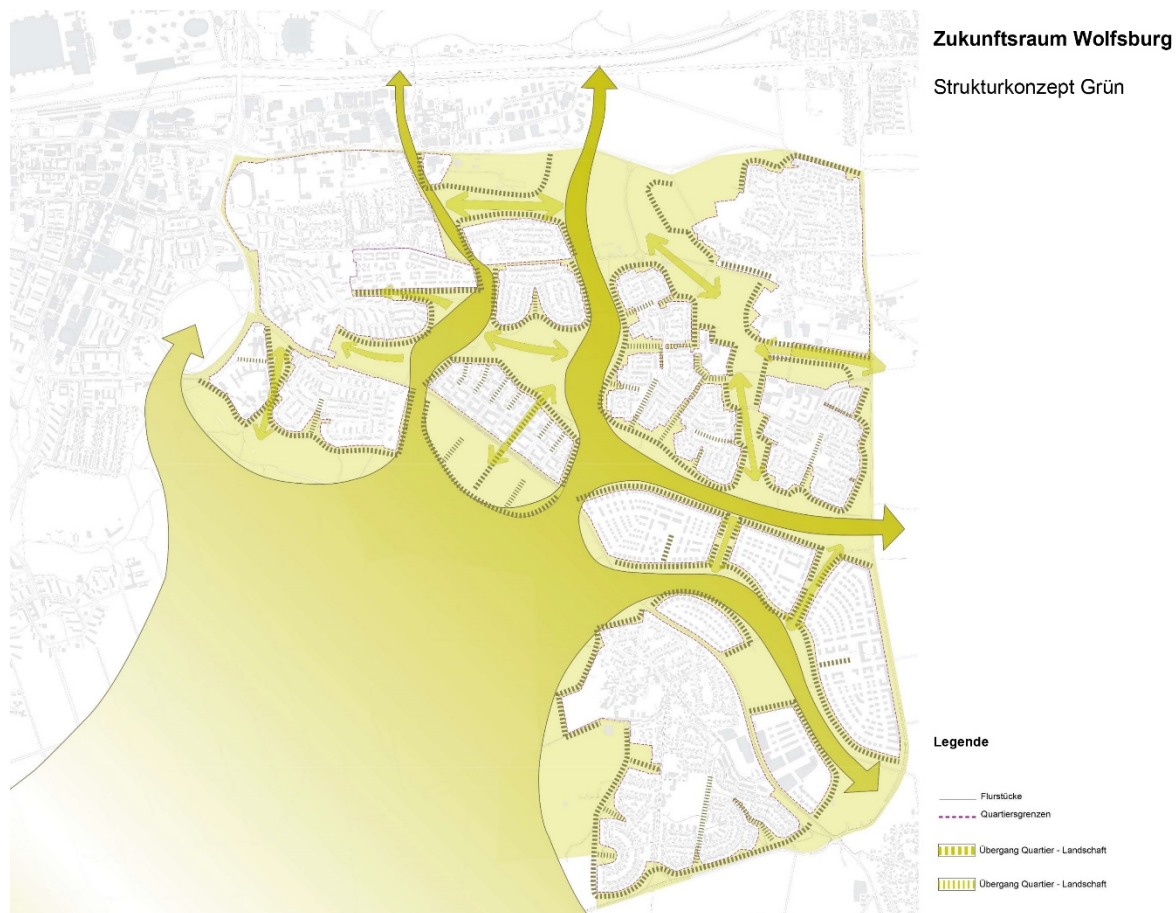 Zukunftsraum Wolfsburg
Strukturkonzept Grün
Legende
Flurstücke
Quartiersgrenzen
Übergang Quartier - Landschaft
Übergang Quartier - Landschaft